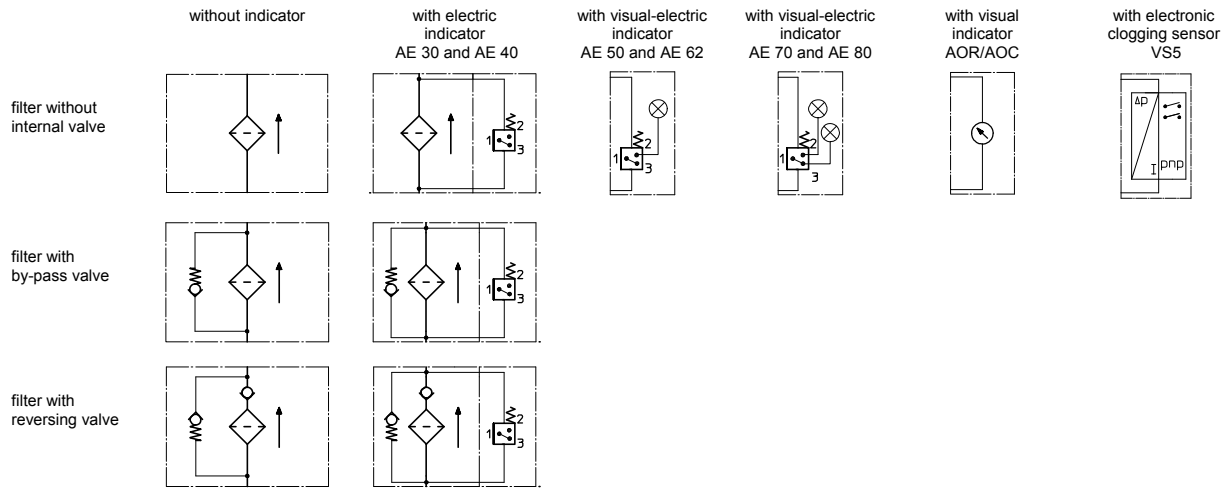 without indicator
with electric
indicator
AE 30 and AE 40
with visual-electric
indicator
AE 50 and AE 62
with visual-electric
indicator
AE 70 and AE 80
with visual
indicator
AOR/AOC
with electronic
clogging sensor
VS5
filter without
internal valve
1 2 3
1 2 3
1 2 3
Δp
I pnp
filter with
by-pass valve
1 2 3
filter with
reversing valve
1 2 3